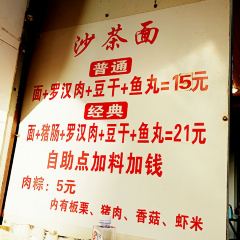 沙茶面
普通
面+罗汉肉+豆干+鱼丸=15元
经典
面+猪肠+罗汉肉+豆干+鱼丸=21元
自助点加料加钱
肉粽：5元
内有板栗、猪肉、香菇、虾米